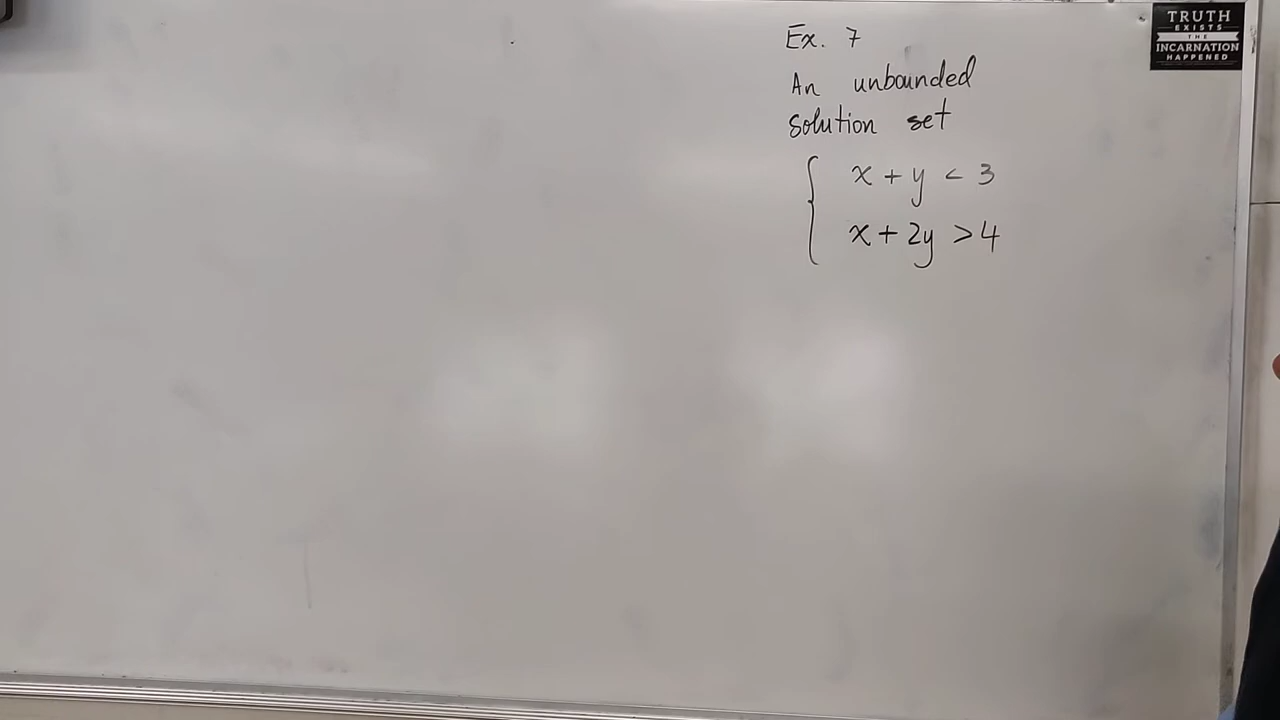 Ex. 7
An unbounded
solution set
x + y < 3
x + 2y > 4
TRUTH
EXISTS
THE
INCARNATION
HAPPENED